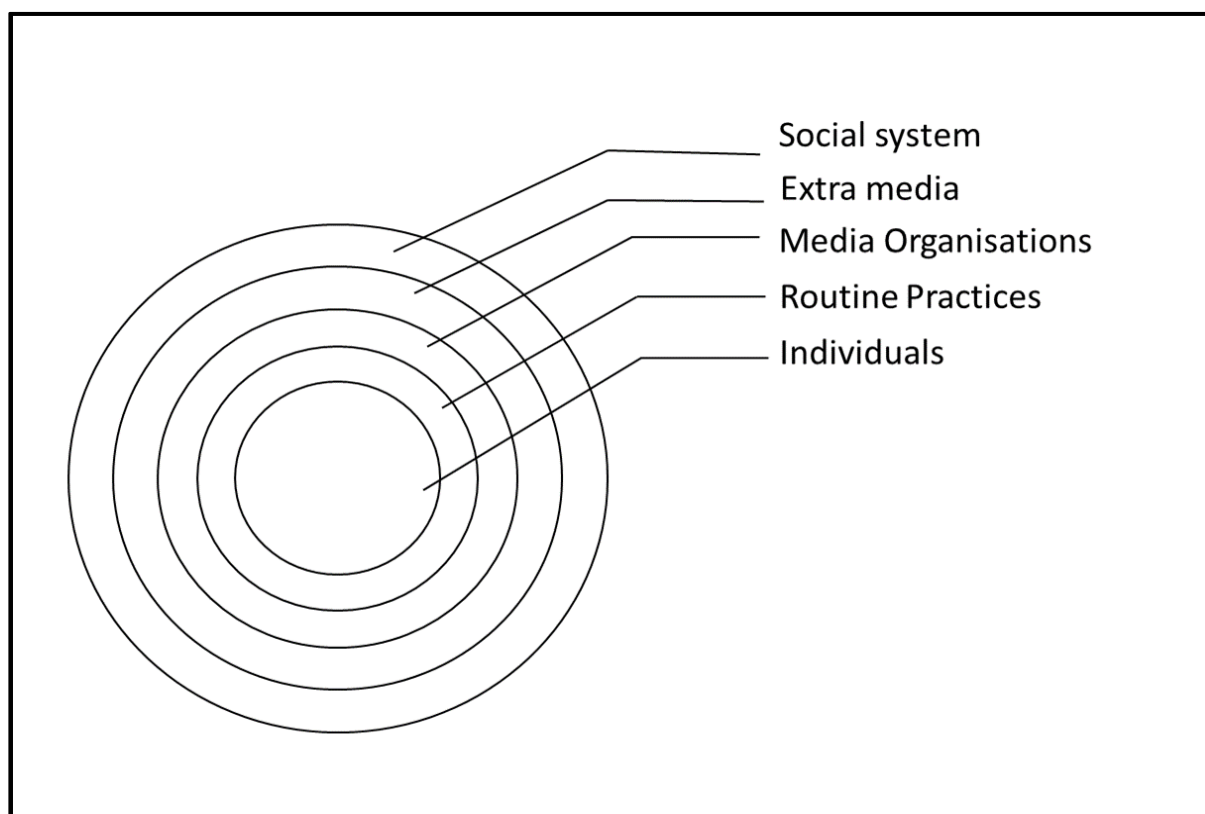 Social system
Extra media
Media Organisations
Routine Practices
Individuals